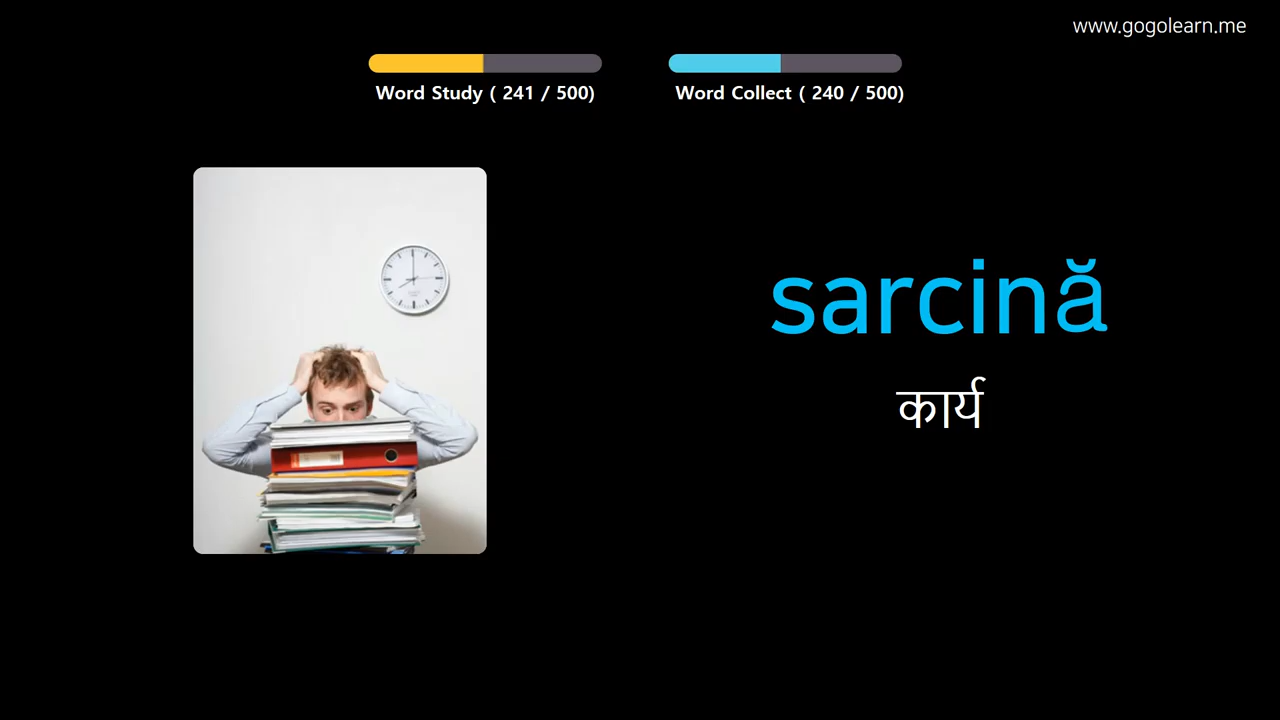 www.gogolearn.me
Word Study ( 241 / 500)
Word Collect ( 240 / 500)
sarcină
कार्य